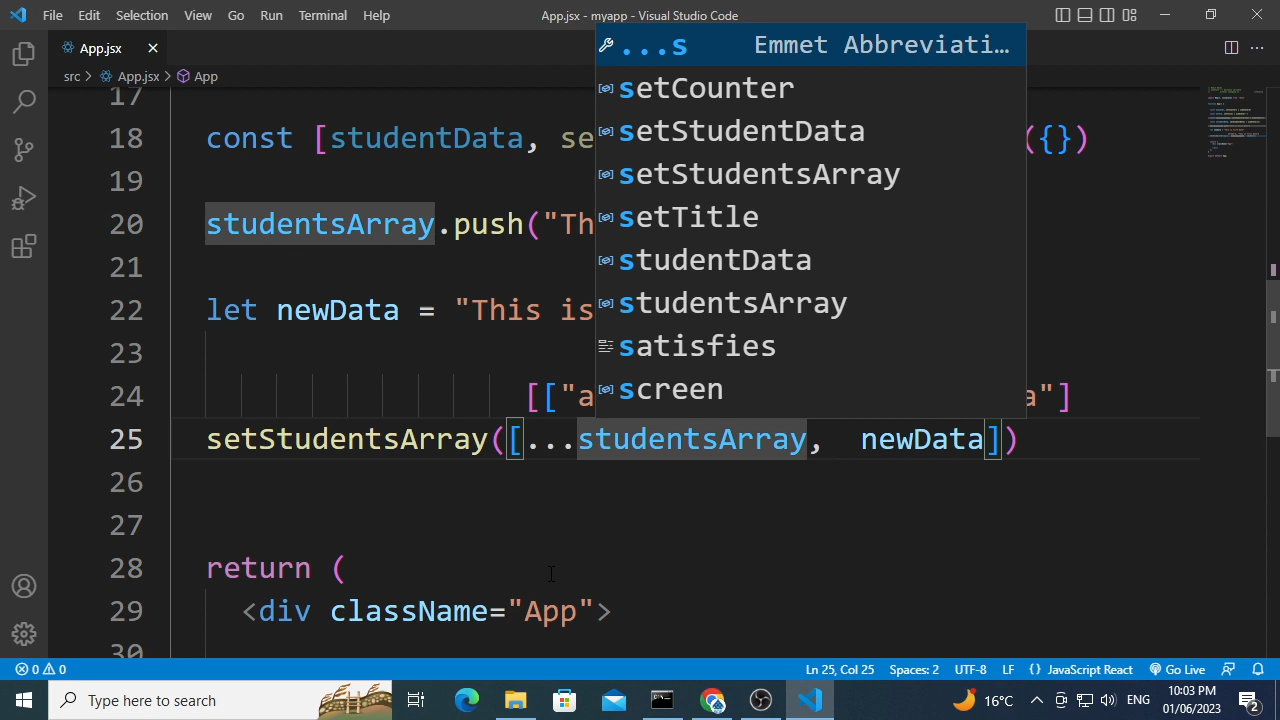 File Edit Selection View Go Run Terminal Help
App.jsx - myapp - Visual Studio Code
App.jsx
src > App.jsx > App
...s Emmet Abbreviati...
setCounter
setStudentData
setStudentsArray
setTitle
studentData
studentsArray
satisfies
screen
17
18 const [studentData, se ({})
19
20 studentsArray.push("Th
21
22 let newData = "This is
23
24 [["a a"]
25 setStudentsArray([...studentsArray, newData])
26
27
28 return (
29 <div className="App">
30
0 0 Ln 25, Col 25 Spaces: 2 UTF-8 LF {} JavaScript React Go Live
Type here to search
16°C ENG
10:03 PM
01/06/2023
2